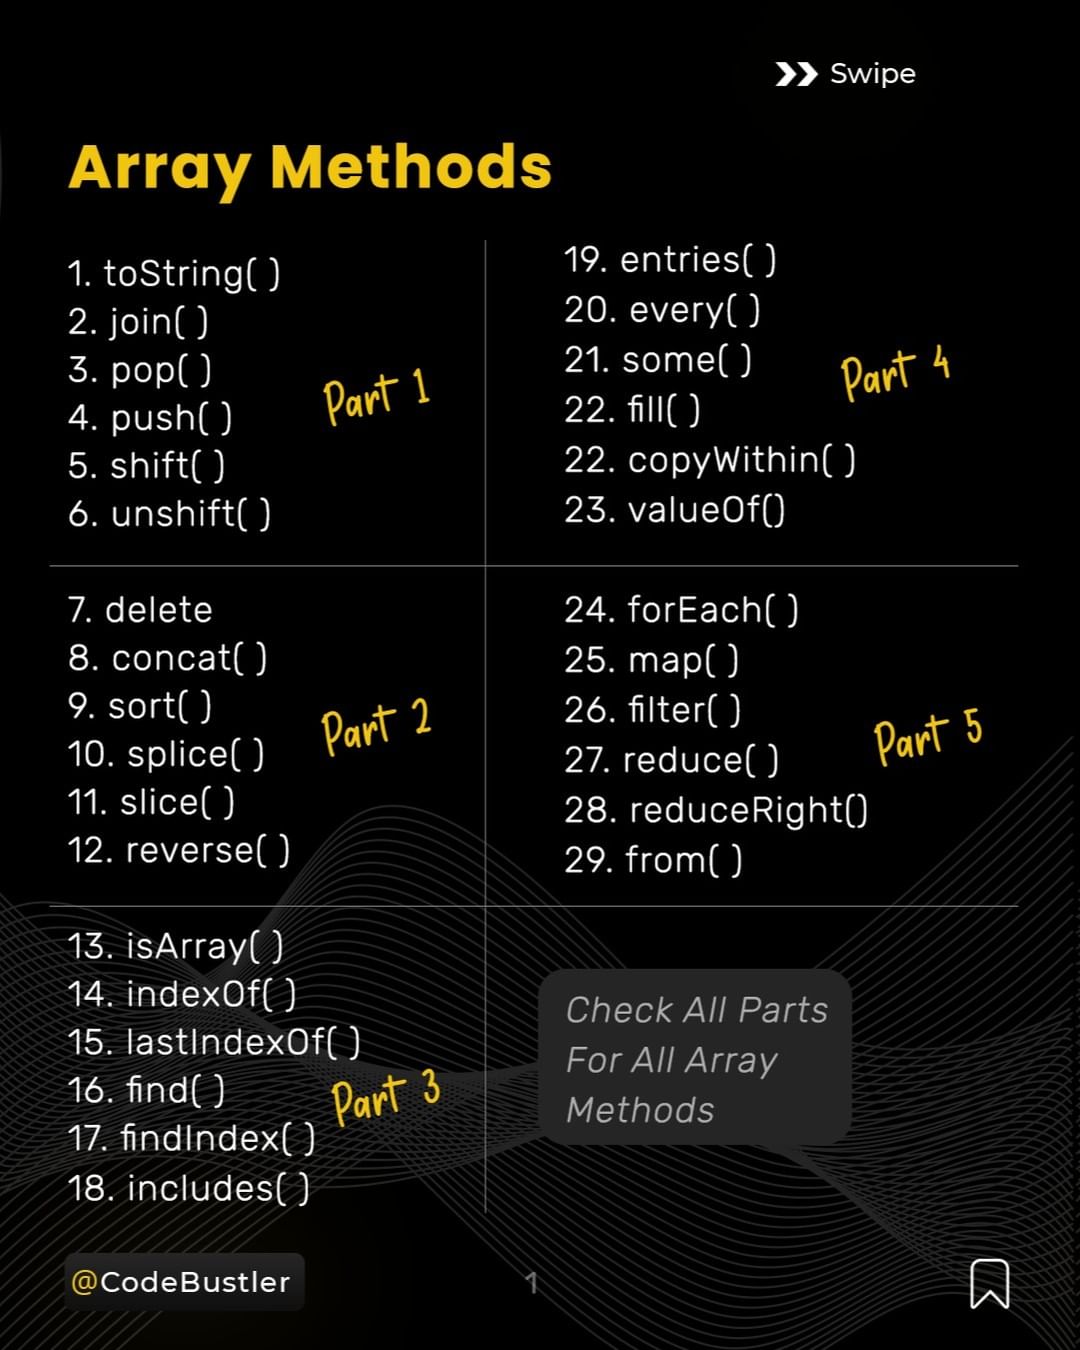 Swipe
Array Methods
1. toString( )
2. join( )
3. pop( )
4. push( )
5. shift( )
6. unshift( )
Part 1
7. delete
8. concat( )
9. sort( )
10. splice( )
11. slice( )
12. reverse( )
Part 2
13. isArray( )
14. indexOf( )
15. lastIndexOf( )
16. find( )
17. findIndex( )
18. includes( )
Part 3
19. entries( )
20. every( )
21. some( )
22. fill( )
22. copyWithin( )
23. valueOf()
Part 4
24. forEach( )
25. map( )
26. filter( )
27. reduce( )
28. reduceRight()
29. from( )
Part 5
Check All Parts
For All Array
Methods
@CodeBustler
1